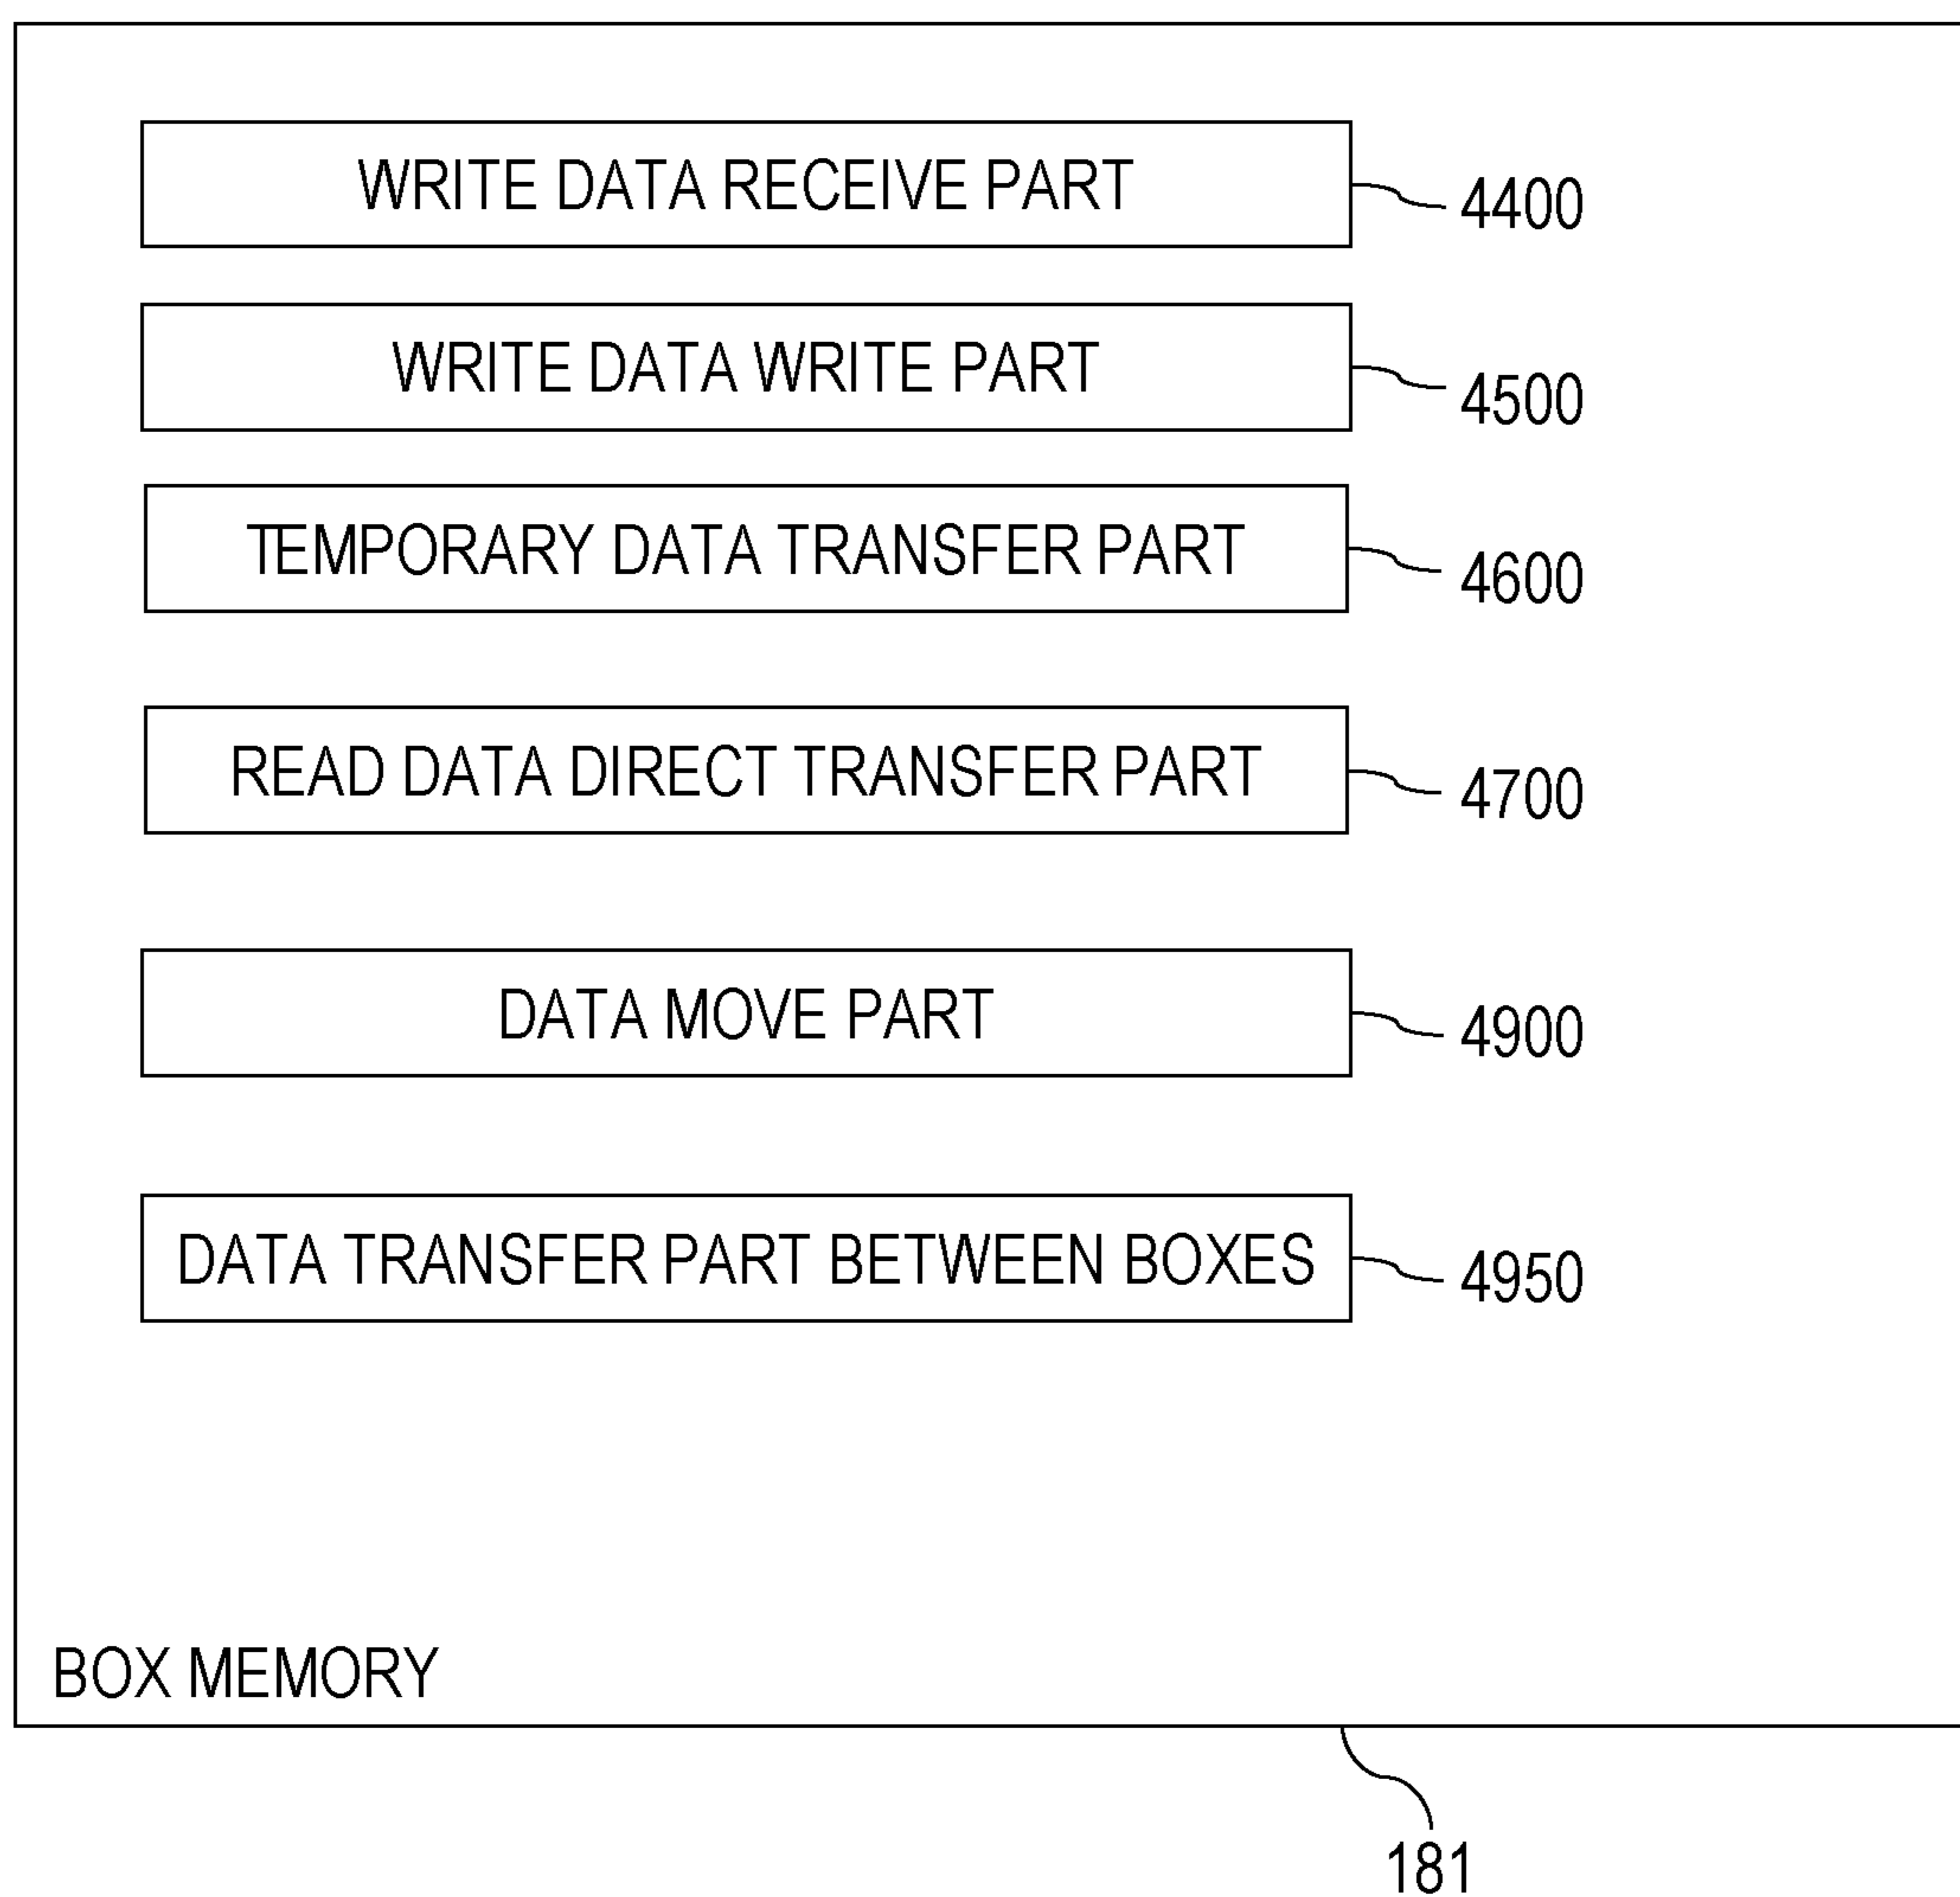 WRITE DATA RECEIVE PART
4400
WRITE DATA WRITE PART
4500
TEMPORARY DATA TRANSFER PART
4600
READ DATA DIRECT TRANSFER PART
4700
DATA MOVE PART
4900
DATA TRANSFER PART BETWEEN BOXES
4950
BOX MEMORY
181